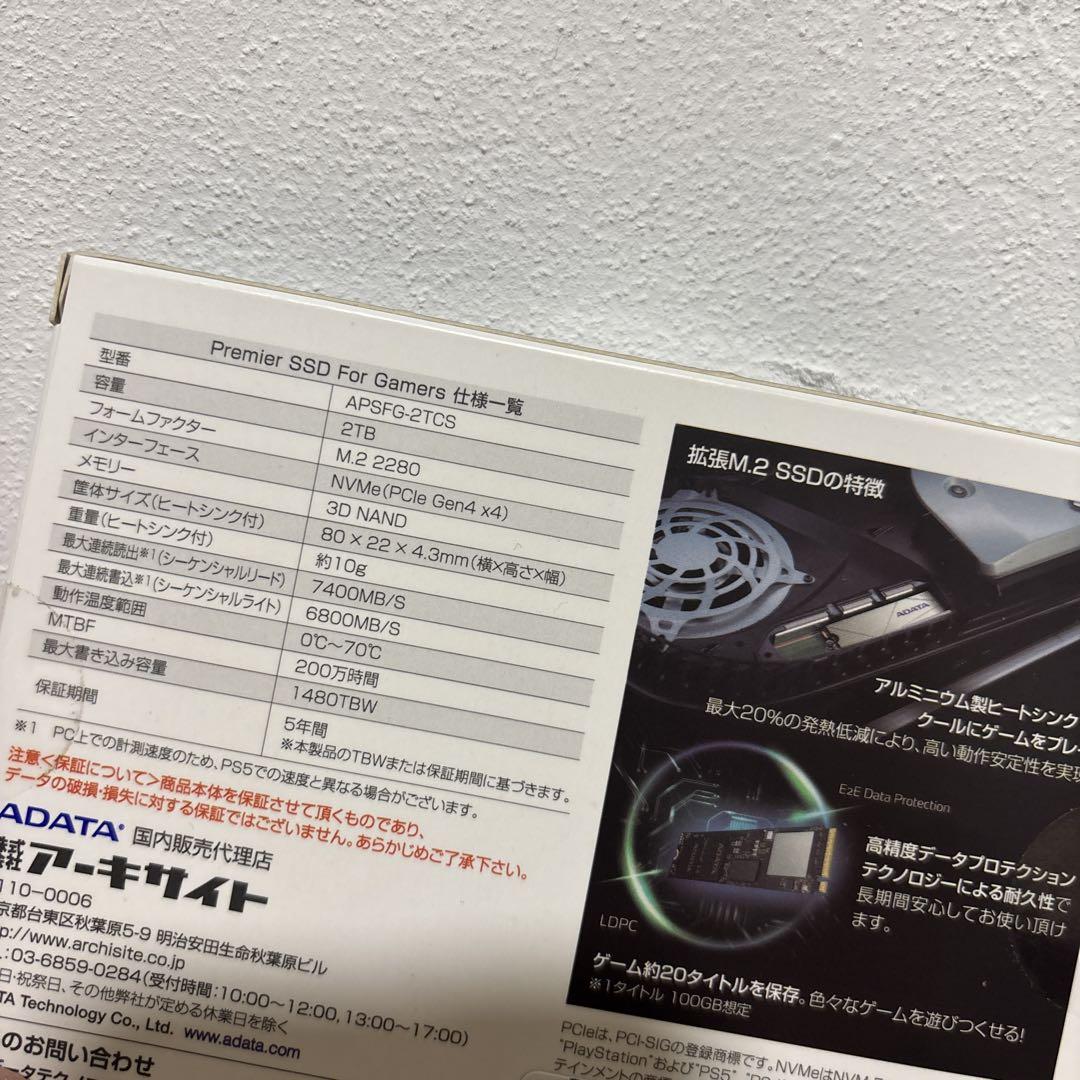 Premier SSD For Gamers 仕様一覧
型番 APSFG-2TCS
容量 2TB
フォームファクター M.2 2280
インターフェース NVMe(PCIe Gen4 x4)
メモリー 3D NAND
筐体サイズ(ヒートシンク付) 80×22×4.3mm(横×高さ×幅)
重量(ヒートシンク付) 約10g
最大連続読出※1(シーケンシャルリード) 7400MB/S
最大連続書込※1(シーケンシャルライト) 6800MB/S
動作温度範囲 0℃〜70℃
MTBF 200万時間
最大書き込み容量 1480TBW
保証期間 5年間
※本製品のTBWまたは保証期間に基づきます。
※1 PC上での計測速度のため、PS5での速度と異なる場合がございます。
注意<保証について>商品本体を保証させて頂くものであり、
データの破損・損失に対する保証ではございません。あらかじめご了承下さい。
ADATA 国内販売代理店
アーキサイト
110-0006
京都台東区秋葉原5-9 明治安田生命秋葉原ビル
p://www.archisite.co.jp
:03-6859-0284(受付時間:10:00〜12:00, 13:00〜17:00)
日・祝祭日、その他弊社が定める休業日を除く
TA Technology Co., Ltd. www.adata.com
のお問い合わせ
拡張M.2 SSDの特徴
ADATA
アルミニウム製ヒートシンク
クールにゲームをプレー
最大20%の発熱低減により、高い動作安定性を実現
E2E Data Protection
LDPC
高精度データプロテクション
テクノロジーによる耐久性で
長期間安心してお使い頂け
ます。
ゲーム約20タイトルを保存。色々なゲームを遊びつくせる!
※1タイトル 100GB想定
PCIeは、PCI-SIGの登録商標です。NVMeはNVM
"PlayStation"および"PS5"、
テインメントの商標